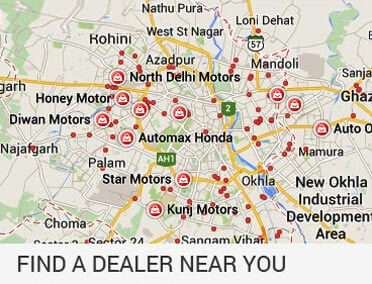 Nathu Pura
Loni Dehat
West St Nagar
Rohini
57
Azadpur
Mandoli
North Delhi Motors
Sanja
garh
Honey Motor
Ghaz
2
Diwan Motors
Auto O
Automax Honda
Najafgarh
Mamura
AH1
Palam
Star Motors
Okhla
New Okhla
Industrial
Development
Area
Kunj Motors
Choma
Sector 24
Sangam Vihar
FIND A DEALER NEAR YOU